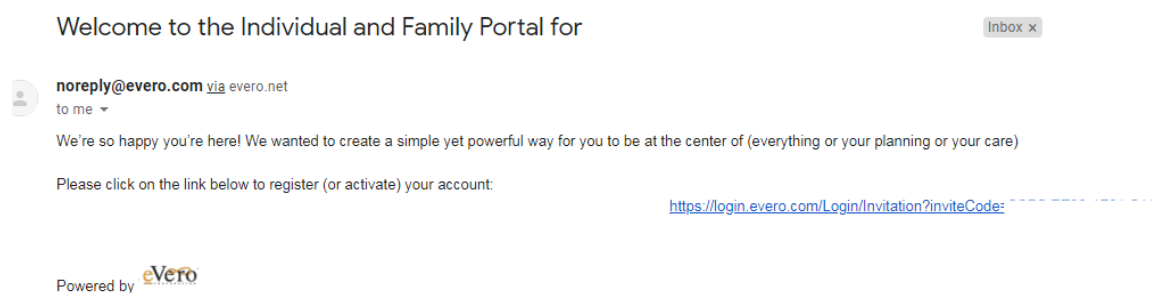 Welcome to the Individual and Family Portal for
Inbox x
noreply@evero.com via evero.net
to me
We're so happy you're here! We wanted to create a simple yet powerful way for you to be at the center of (everything or your planning or your care)
Please click on the link below to register (or activate) your account:
https://login.evero.com/Login/Invitation?inviteCode=
Powered by eVero